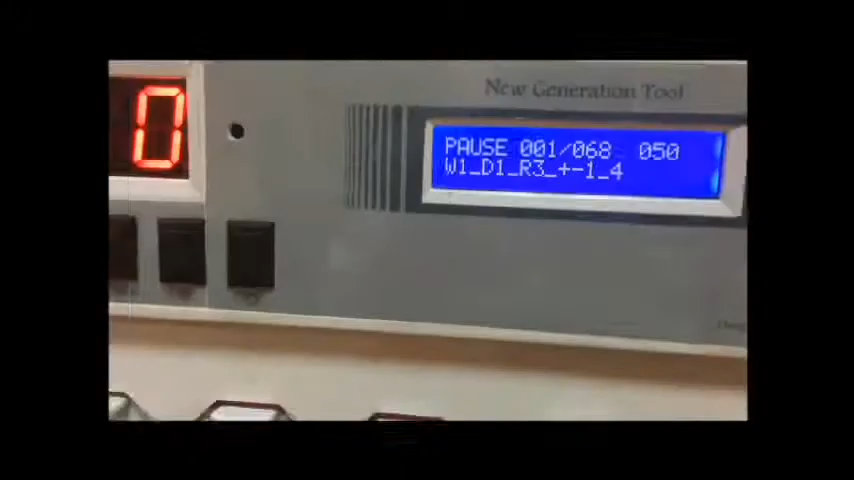 New Generation Tool
PAUSE 001/068 050
W1_D1_R3_+-1_4
0